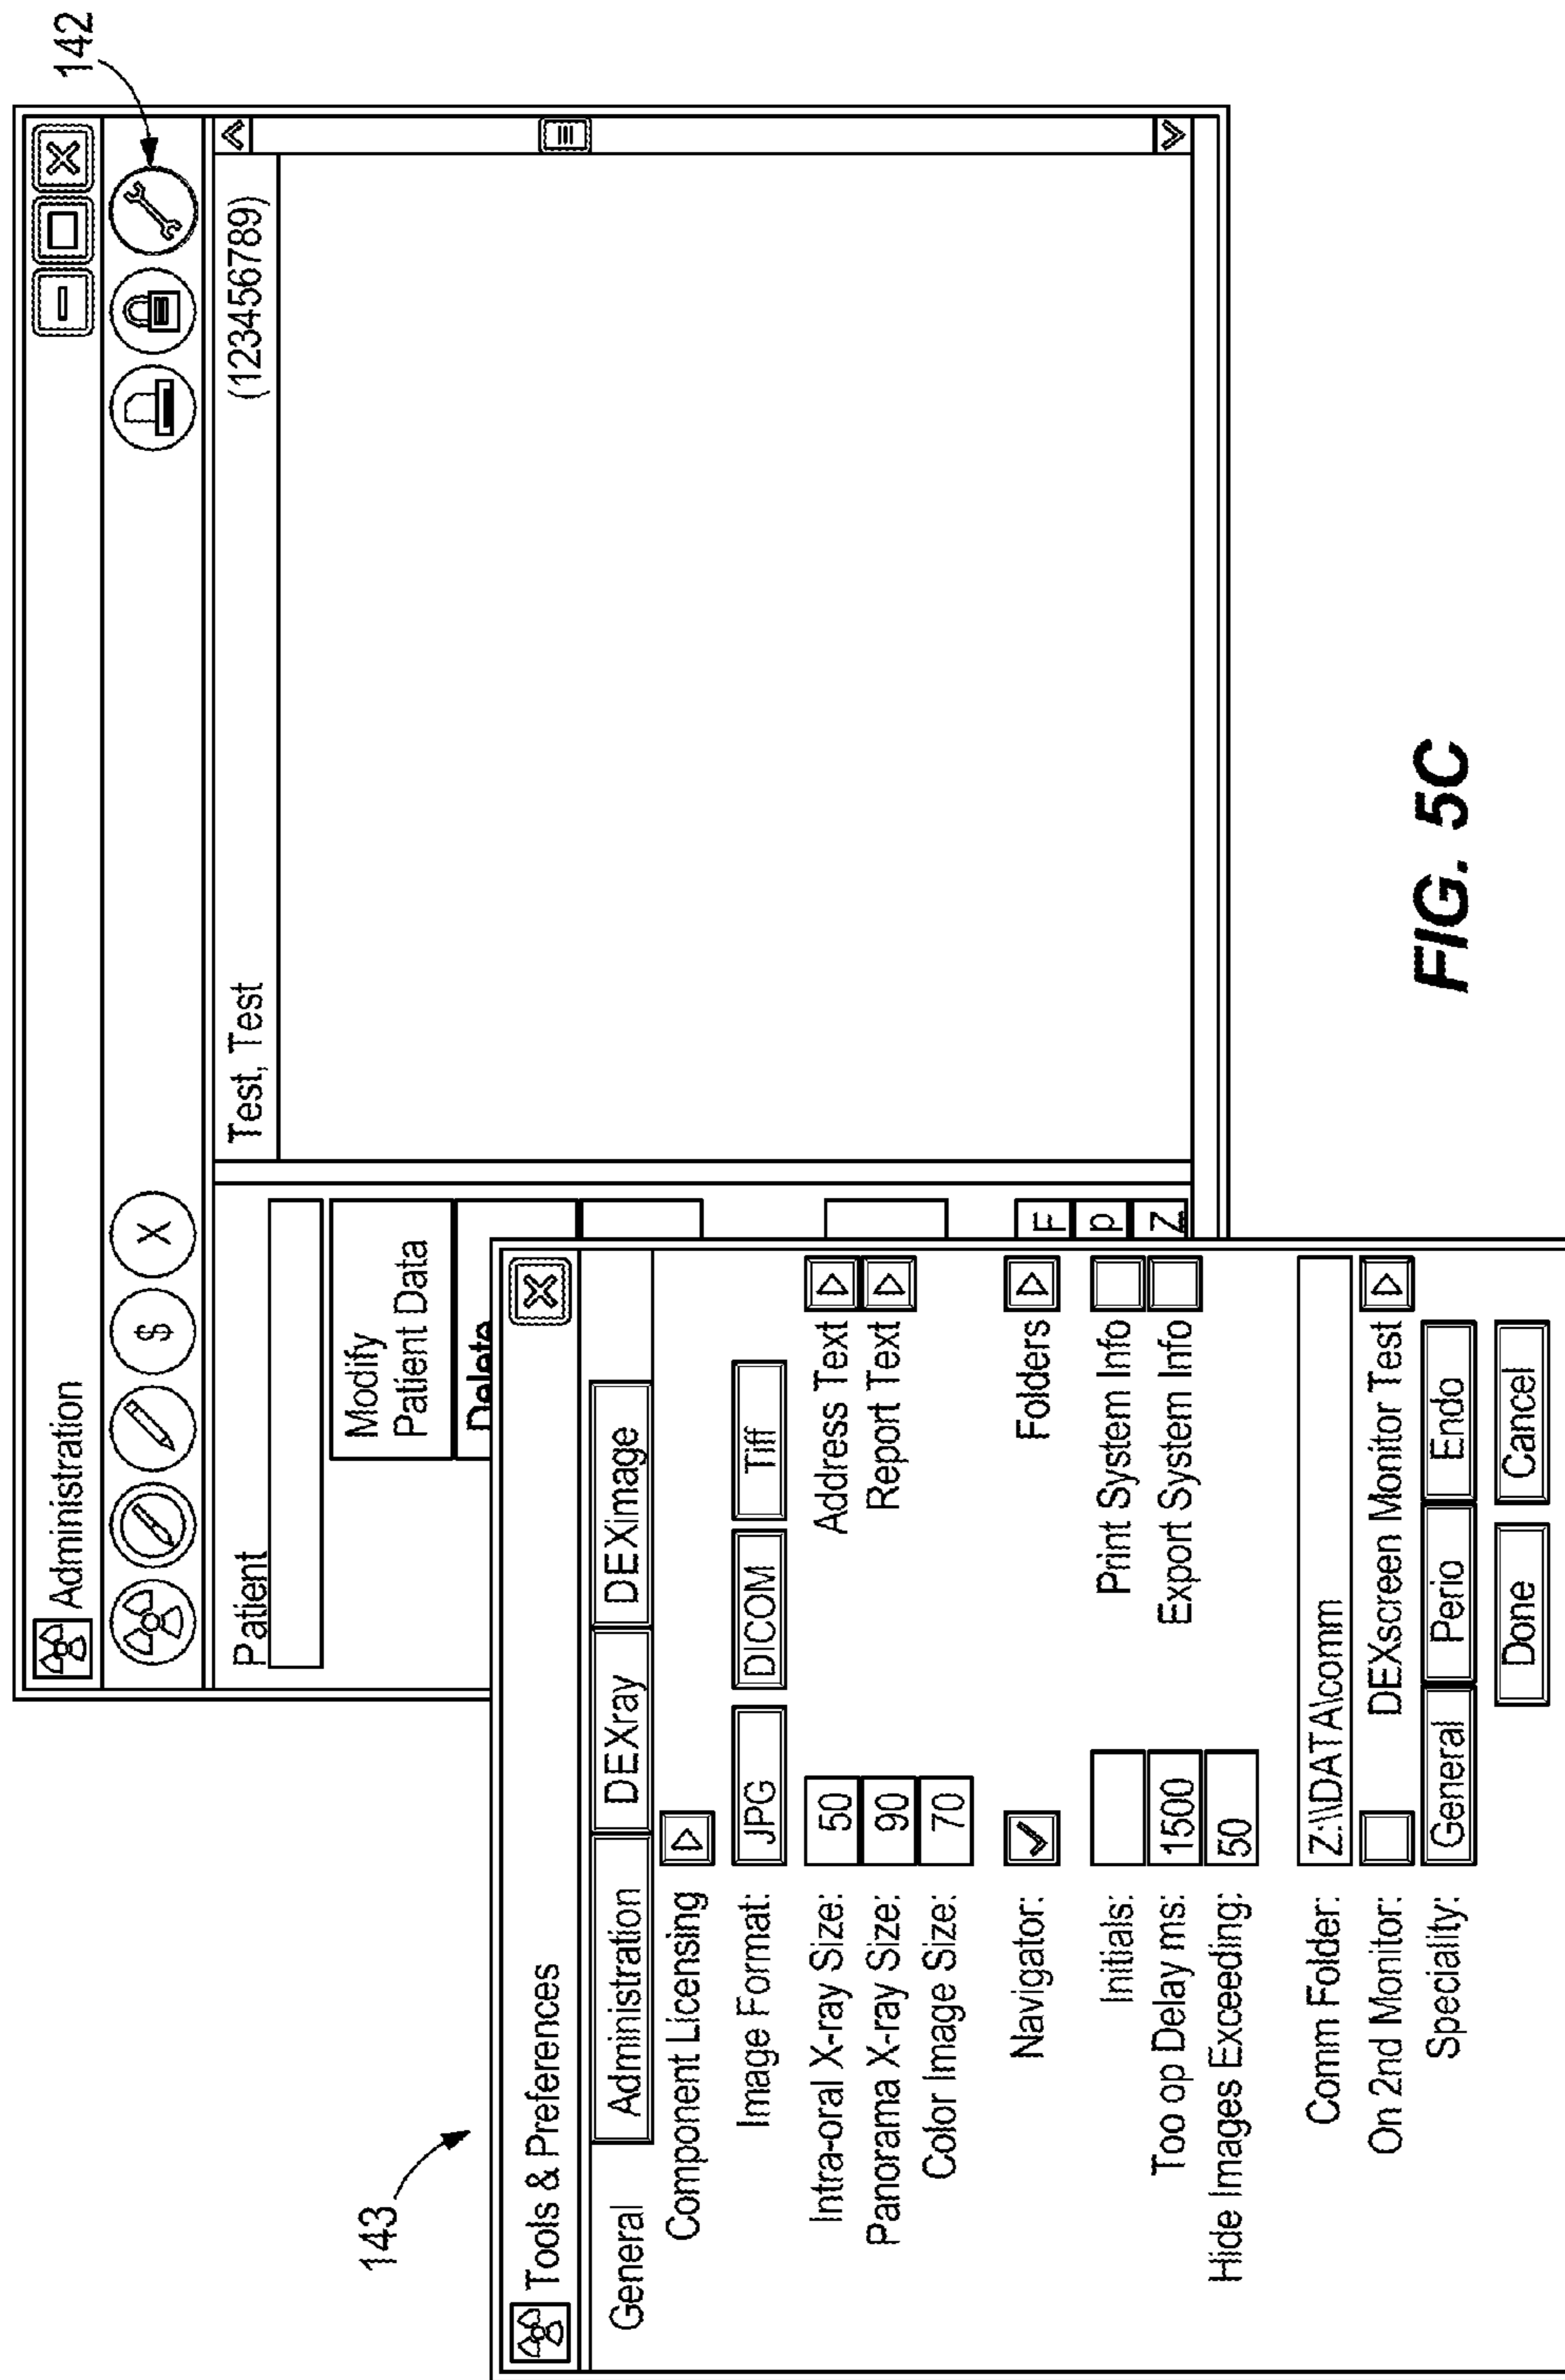 142
Administration
$ X
Patient
Test, Test (123456789)
Modify
Patient Data
Delete
F
p
Z
143
Tools & Preferences
General Administration DEXray DEXimage
Component Licensing
Image Format: JPG DICOM Tiff
Intra-oral X-ray Size: 50 Address Text
Panorama X-ray Size: 90 Report Text
Color Image Size: 70
Navigator: Folders
Initials: Print System Info
Too op Delay ms: 1500 Export System Info
Hide Images Exceeding: 50
Comm Folder: Z:\\DATA\comm
On 2nd Monitor: DEXscreen Monitor Test
Speciality: General Perio Endo
Done Cancel
FIG. 5C